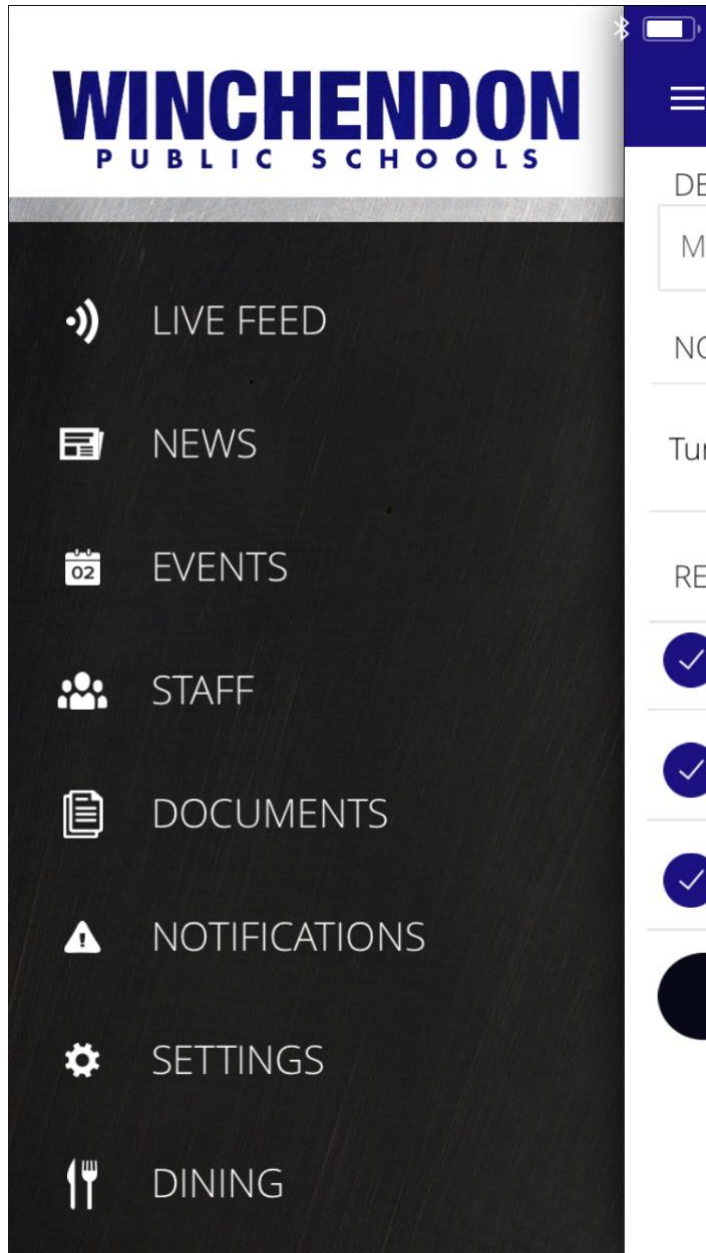 WINCHENDON
PUBLIC SCHOOLS
LIVE FEED
NEWS
02
EVENTS
STAFF
DOCUMENTS
NOTIFICATIONS
SETTINGS
DINING